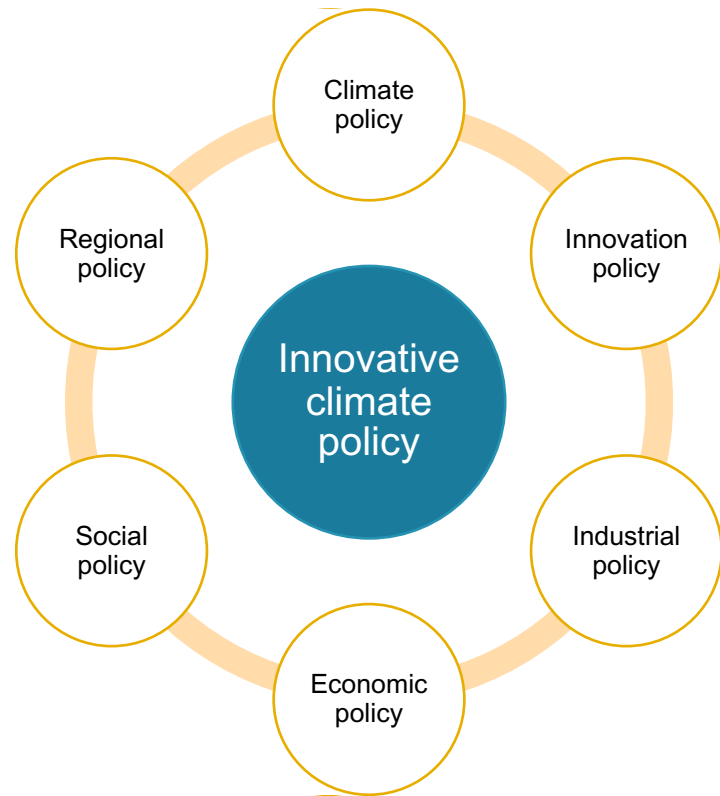 Climate
policy
Innovation
policy
Industrial
policy
Economic
policy
Social
policy
Regional
policy
Innovative
climate
policy